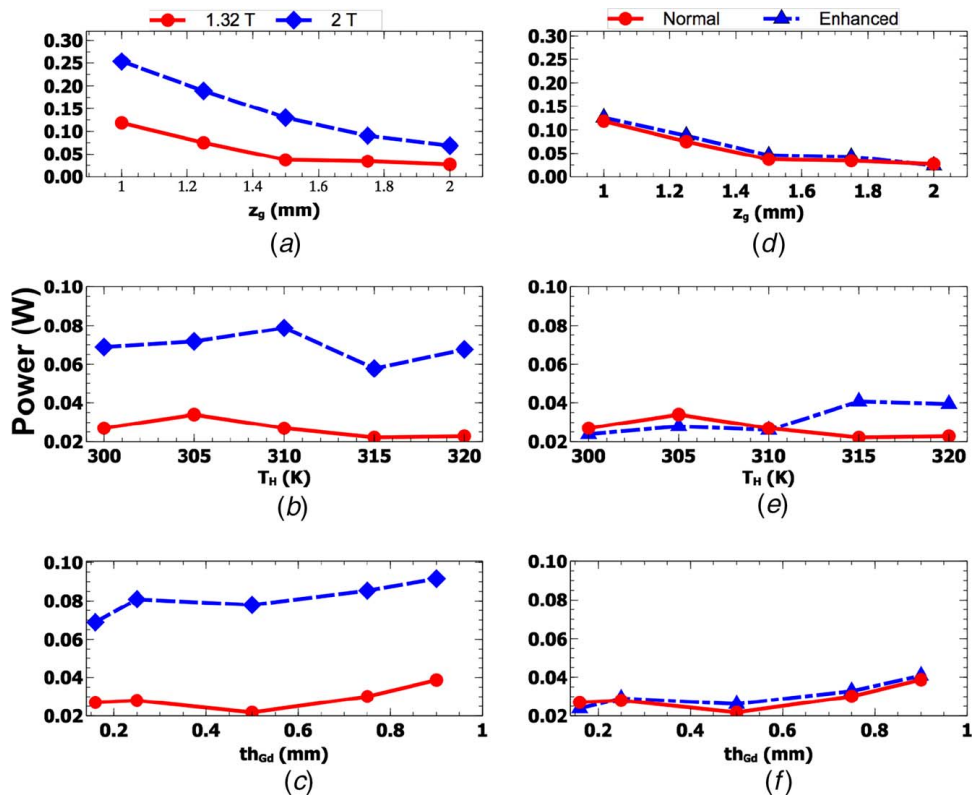 1.32 T 2 T
0.30
0.25
0.20
0.15
0.10
0.05
0.00
1 1.2 1.4 1.6 1.8 2
zg (mm)
(a)
Normal Enhanced
0.30
0.25
0.20
0.15
0.10
0.05
0.00
1 1.2 1.4 1.6 1.8 2
zg (mm)
(d)
Power (W)
0.10
0.08
0.06
0.04
0.02
300 305 310 315 320
TH (K)
(b)
0.10
0.08
0.06
0.04
0.02
300 305 310 315 320
TH (K)
(e)
0.10
0.08
0.06
0.04
0.02
0.2 0.4 0.6 0.8 1
thGd (mm)
(c)
0.10
0.08
0.06
0.04
0.02
0.2 0.4 0.6 0.8 1
thGd (mm)
(f)